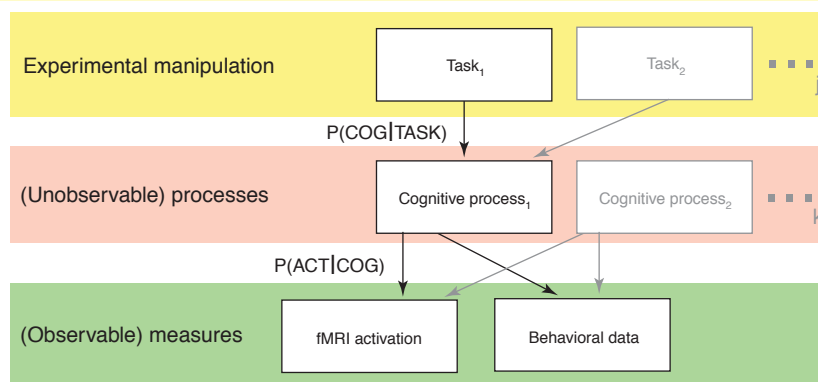 Experimental manipulation
Task₁
Task₂
j
P(COG|TASK)
(Unobservable) processes
Cognitive process₁
Cognitive process₂
k
P(ACT|COG)
(Observable) measures
fMRI activation
Behavioral data